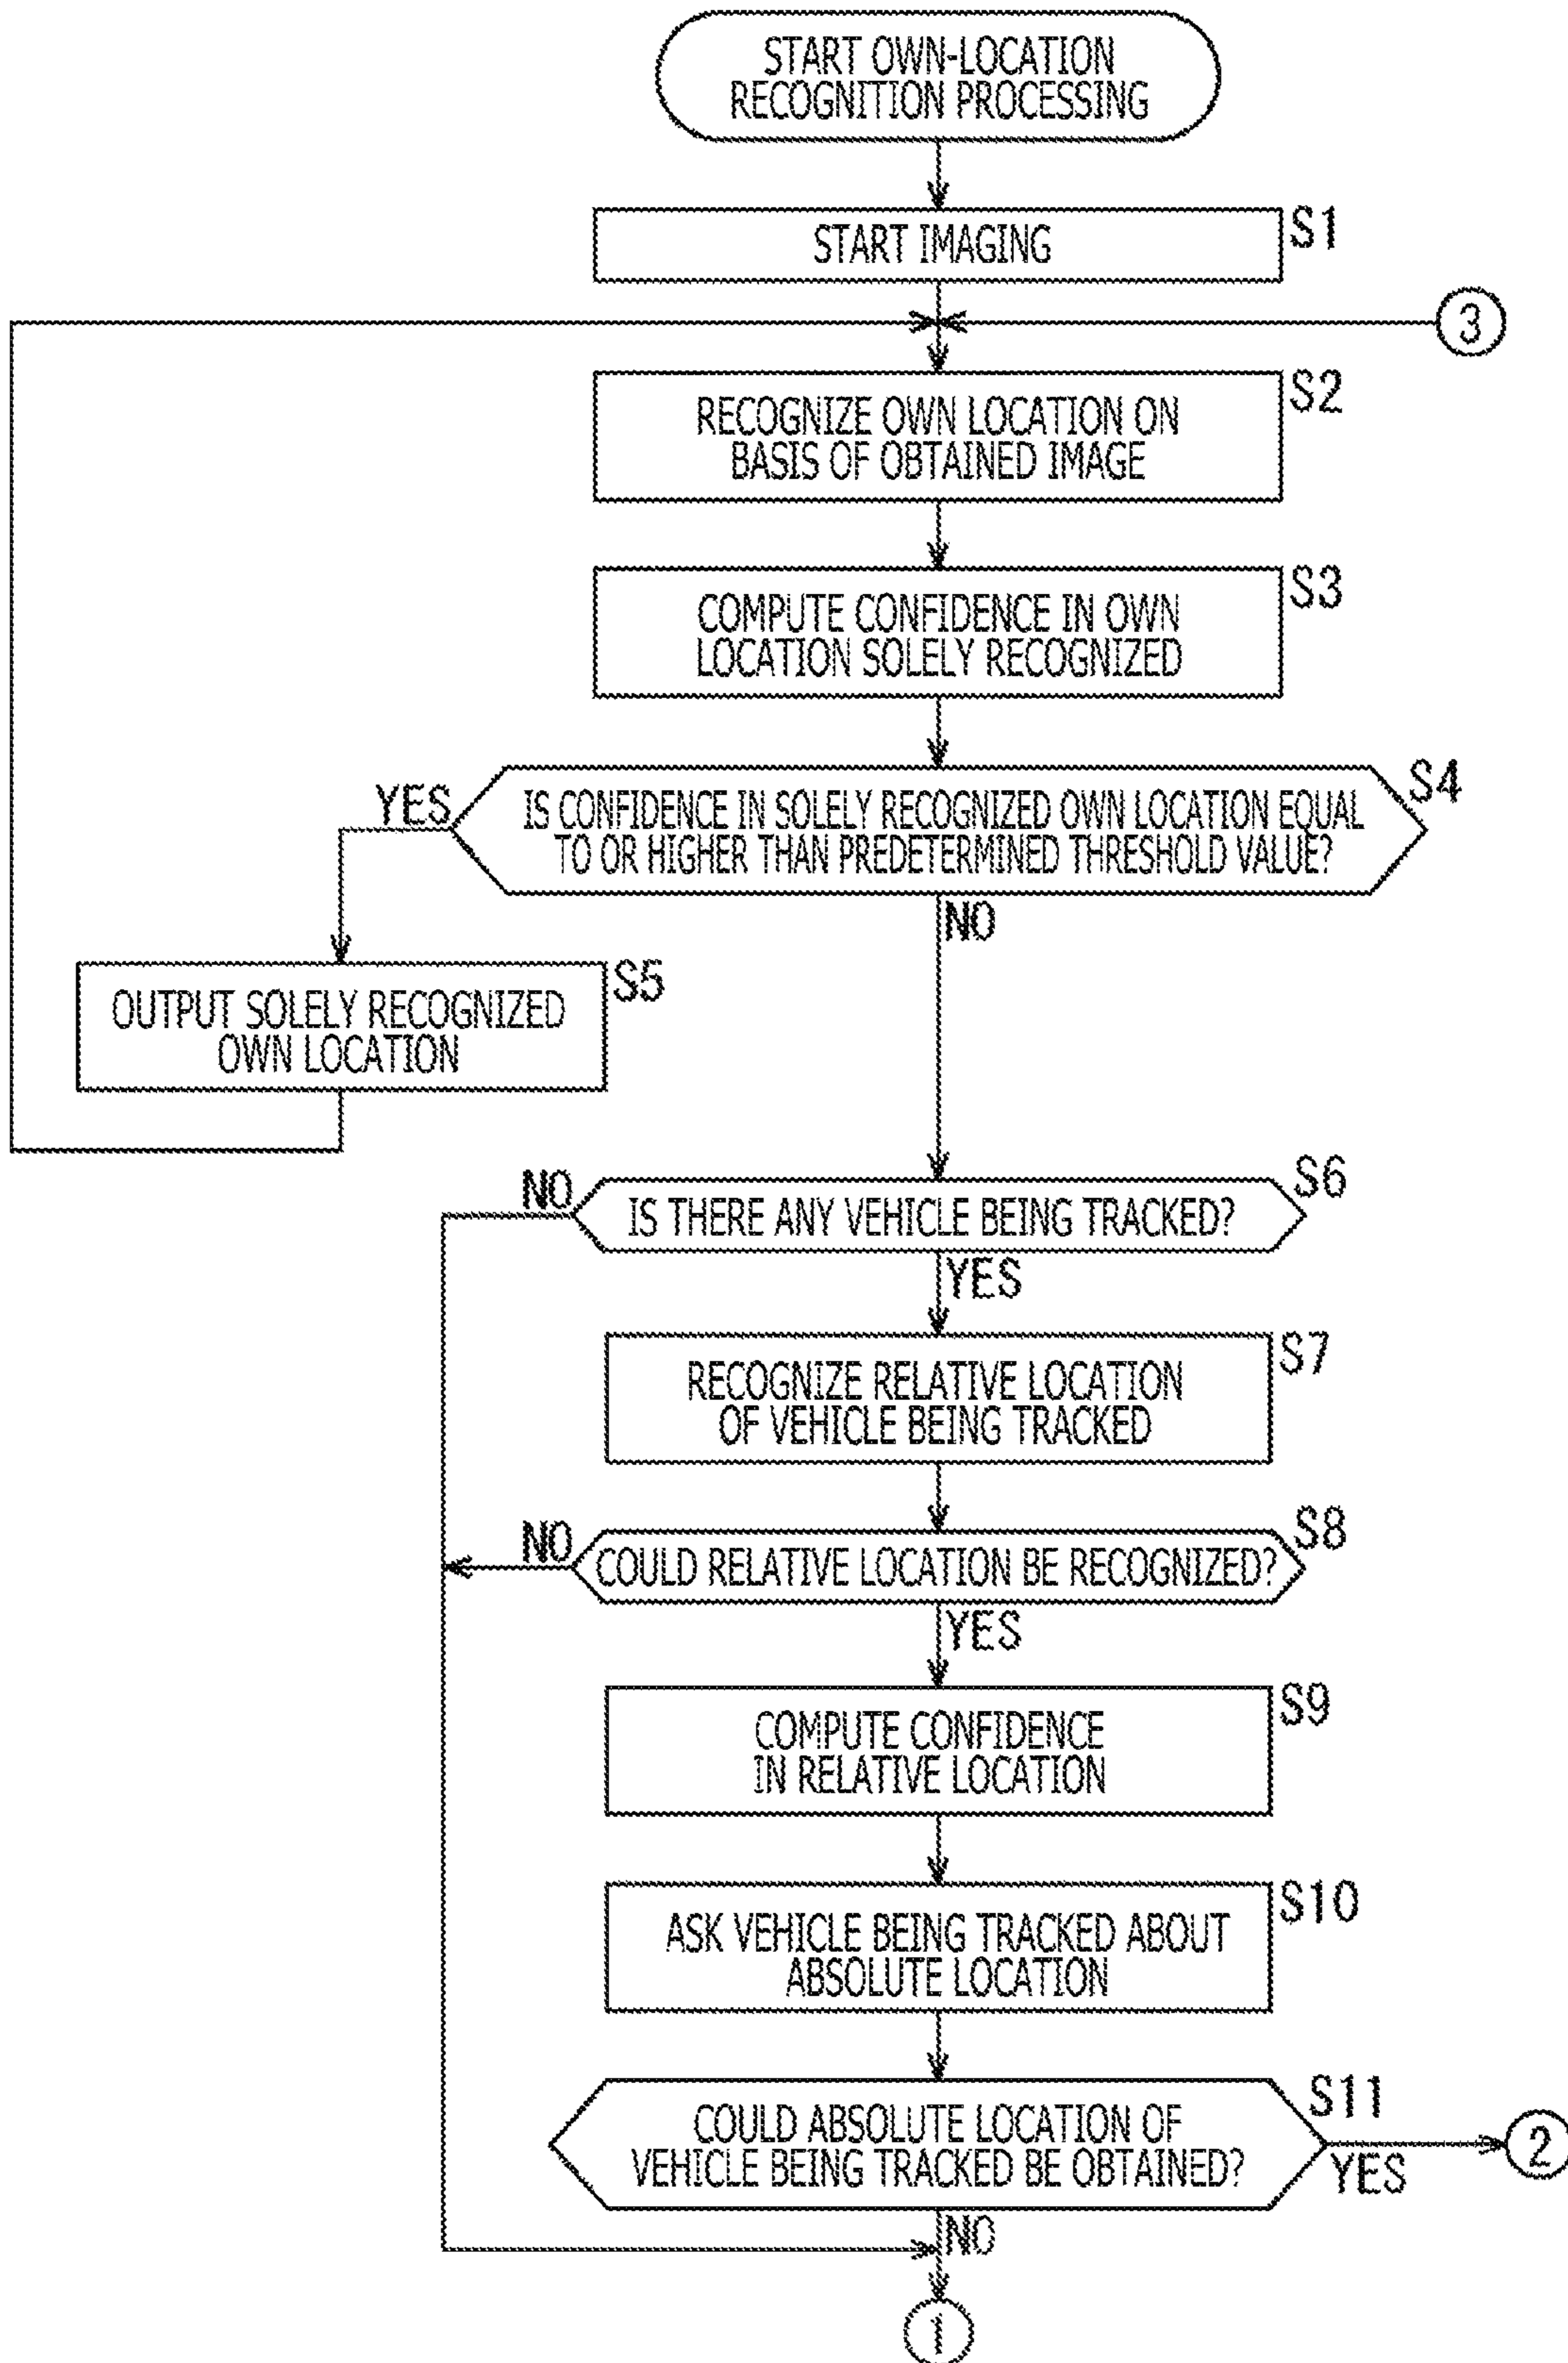 START OWN-LOCATION
RECOGNITION PROCESSING
START IMAGING
S1
3
RECOGNIZE OWN LOCATION ON
BASIS OF OBTAINED IMAGE
S2
COMPUTE CONFIDENCE IN OWN
LOCATION SOLELY RECOGNIZED
S3
IS CONFIDENCE IN SOLELY RECOGNIZED OWN LOCATION EQUAL
TO OR HIGHER THAN PREDETERMINED THRESHOLD VALUE?
S4
YES
NO
OUTPUT SOLELY RECOGNIZED
OWN LOCATION
S5
IS THERE ANY VEHICLE BEING TRACKED?
S6
NO
YES
RECOGNIZE RELATIVE LOCATION
OF VEHICLE BEING TRACKED
S7
COULD RELATIVE LOCATION BE RECOGNIZED?
S8
NO
YES
COMPUTE CONFIDENCE
IN RELATIVE LOCATION
S9
ASK VEHICLE BEING TRACKED ABOUT
ABSOLUTE LOCATION
S10
COULD ABSOLUTE LOCATION OF
VEHICLE BEING TRACKED BE OBTAINED?
S11
YES
2
NO
1